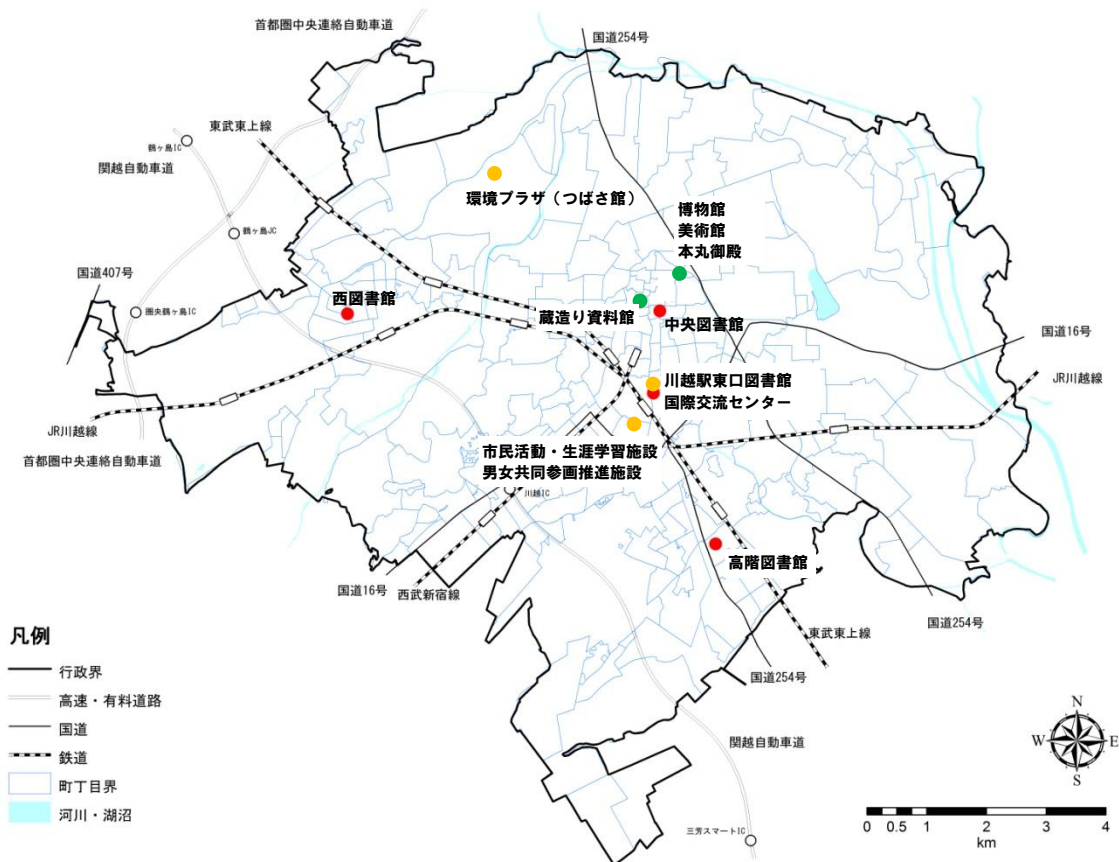 首都圏中央連絡自動車道
国道254号
東武東上線
鶴ヶ島IC
関越自動車道
環境プラザ（つばさ館）
博物館
美術館
本丸御殿
鶴ヶ島JC
国道407号
西図書館
圏央鶴ヶ島IC
蔵造り資料館
中央図書館
国道16号
JR川越線
川越駅東口図書館
国際交流センター
JR川越線
首都圏中央連絡自動車道
市民活動・生涯学習施設
男女共同参画推進施設
川越IC
高階図書館
国道16号
西武新宿線
国道254号
東武東上線
国道254号
関越自動車道
三芳スマートIC
凡例
行政界
高速・有料道路
国道
鉄道
町丁目界
河川・湖沼
N
W
E
S
0 0.5 1 2 3 4
km